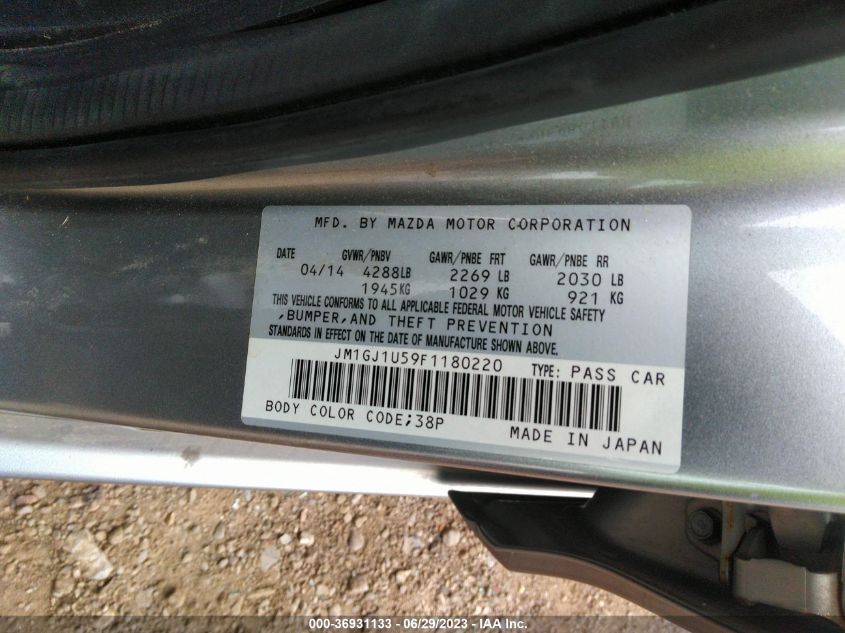 MFD. BY MAZDA MOTOR CORPORATION
DATE GVWR/PNBV GAWR/PNBE FRT GAWR/PNBE RR
04/14 4288LB 2269 LB 2030 LB
1945KG 1029 KG 921 KG
THIS VEHICLE CONFORMS TO ALL APPLICABLE FEDERAL MOTOR VEHICLE SAFETY
,BUMPER,AND THEFT PREVENTION
STANDARDS IN EFFECT ON THE DATE OF MANUFACTURE SHOWN ABOVE.
JM1GJ1U59F1180220 TYPE: PASS CAR
BODY COLOR CODE;38P
MADE IN JAPAN
000-36931133 - 06/29/2023 - IAA Inc.